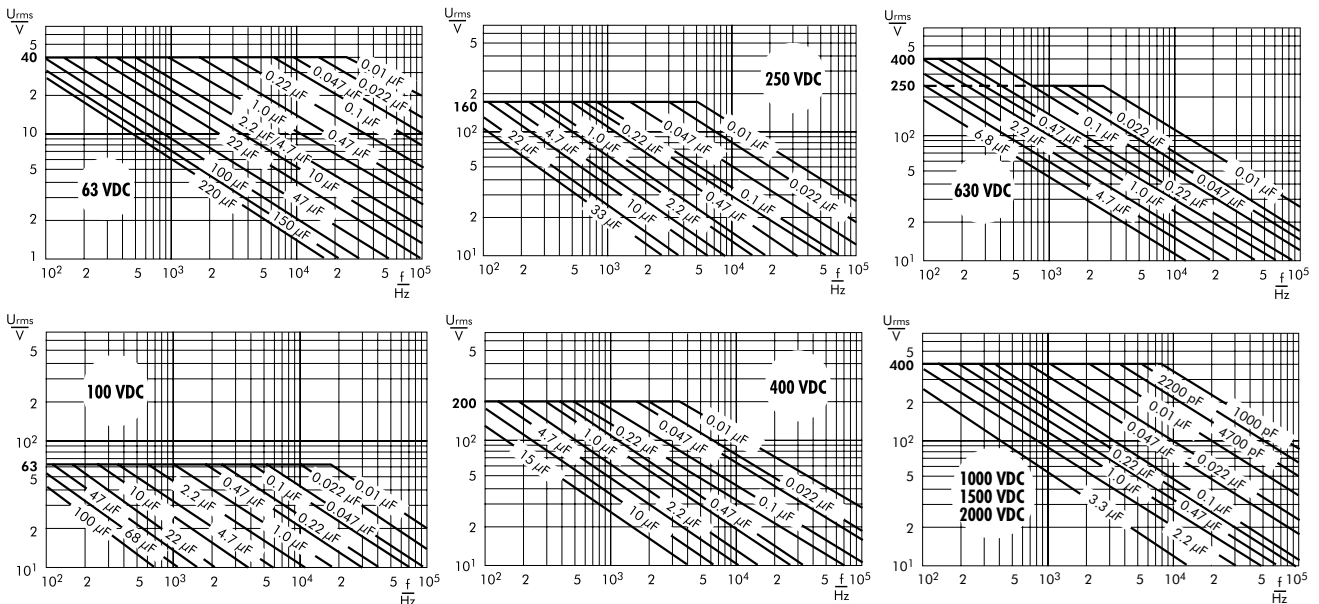 Urms
V
5
40
2
10
5
2
1
10² 2 5 10³ 2 5 10⁴ 2 5 10⁵
f
Hz
63 VDC
0.01 µF
0.022 µF
0.047 µF
0.1 µF
0.22 µF
0.47 µF
1.0 µF
2.2 µF/4.7 µF
10 µF
22 µF
47 µF
100 µF
150 µF
220 µF
Urms
V
5
2
160
10²
5
2
10¹
10² 2 5 10³ 2 5 10⁴ 2 5 10⁵
f
Hz
250 VDC
0.01 µF
0.022 µF
0.047 µF
0.1 µF
0.22 µF
0.47 µF
1.0 µF
2.2 µF
4.7 µF
10 µF
22 µF
33 µF
Urms
V
5
400
250
10²
5
2
10¹
10² 2 5 10³ 2 5 10⁴ 2 5 10⁵
f
Hz
630 VDC
0.01 µF
0.022 µF
0.047 µF
0.1 µF
0.22 µF
0.47 µF
1.0 µF
2.2 µF
4.7 µF
6.8 µF
Urms
V
5
2
10²
63
5
2
10¹
10² 2 5 10³ 2 5 10⁴ 2 5 10⁵
f
Hz
100 VDC
0.01 µF
0.022 µF
0.047 µF
0.1 µF
0.22 µF
0.47 µF
1.0 µF
2.2 µF
4.7 µF
10 µF
22 µF
47 µF
68 µF
100 µF
Urms
V
5
200
10²
5
2
10¹
10² 2 5 10³ 2 5 10⁴ 2 5 10⁵
f
Hz
400 VDC
0.01 µF
0.022 µF
0.047 µF
0.1 µF
0.22 µF
0.47 µF
1.0 µF
2.2 µF
4.7 µF
10 µF
15 µF
Urms
V
5
400
2
10²
5
2
10¹
10² 2 5 10³ 2 5 10⁴ 2 5 10⁵
f
Hz
1000 VDC
1500 VDC
2000 VDC
1000 pF
2200 pF
4700 pF
0.01 µF
0.022 µF
0.047 µF
0.1 µF
0.22 µF
0.47 µF
1.0 µF
2.2 µF
3.3 µF